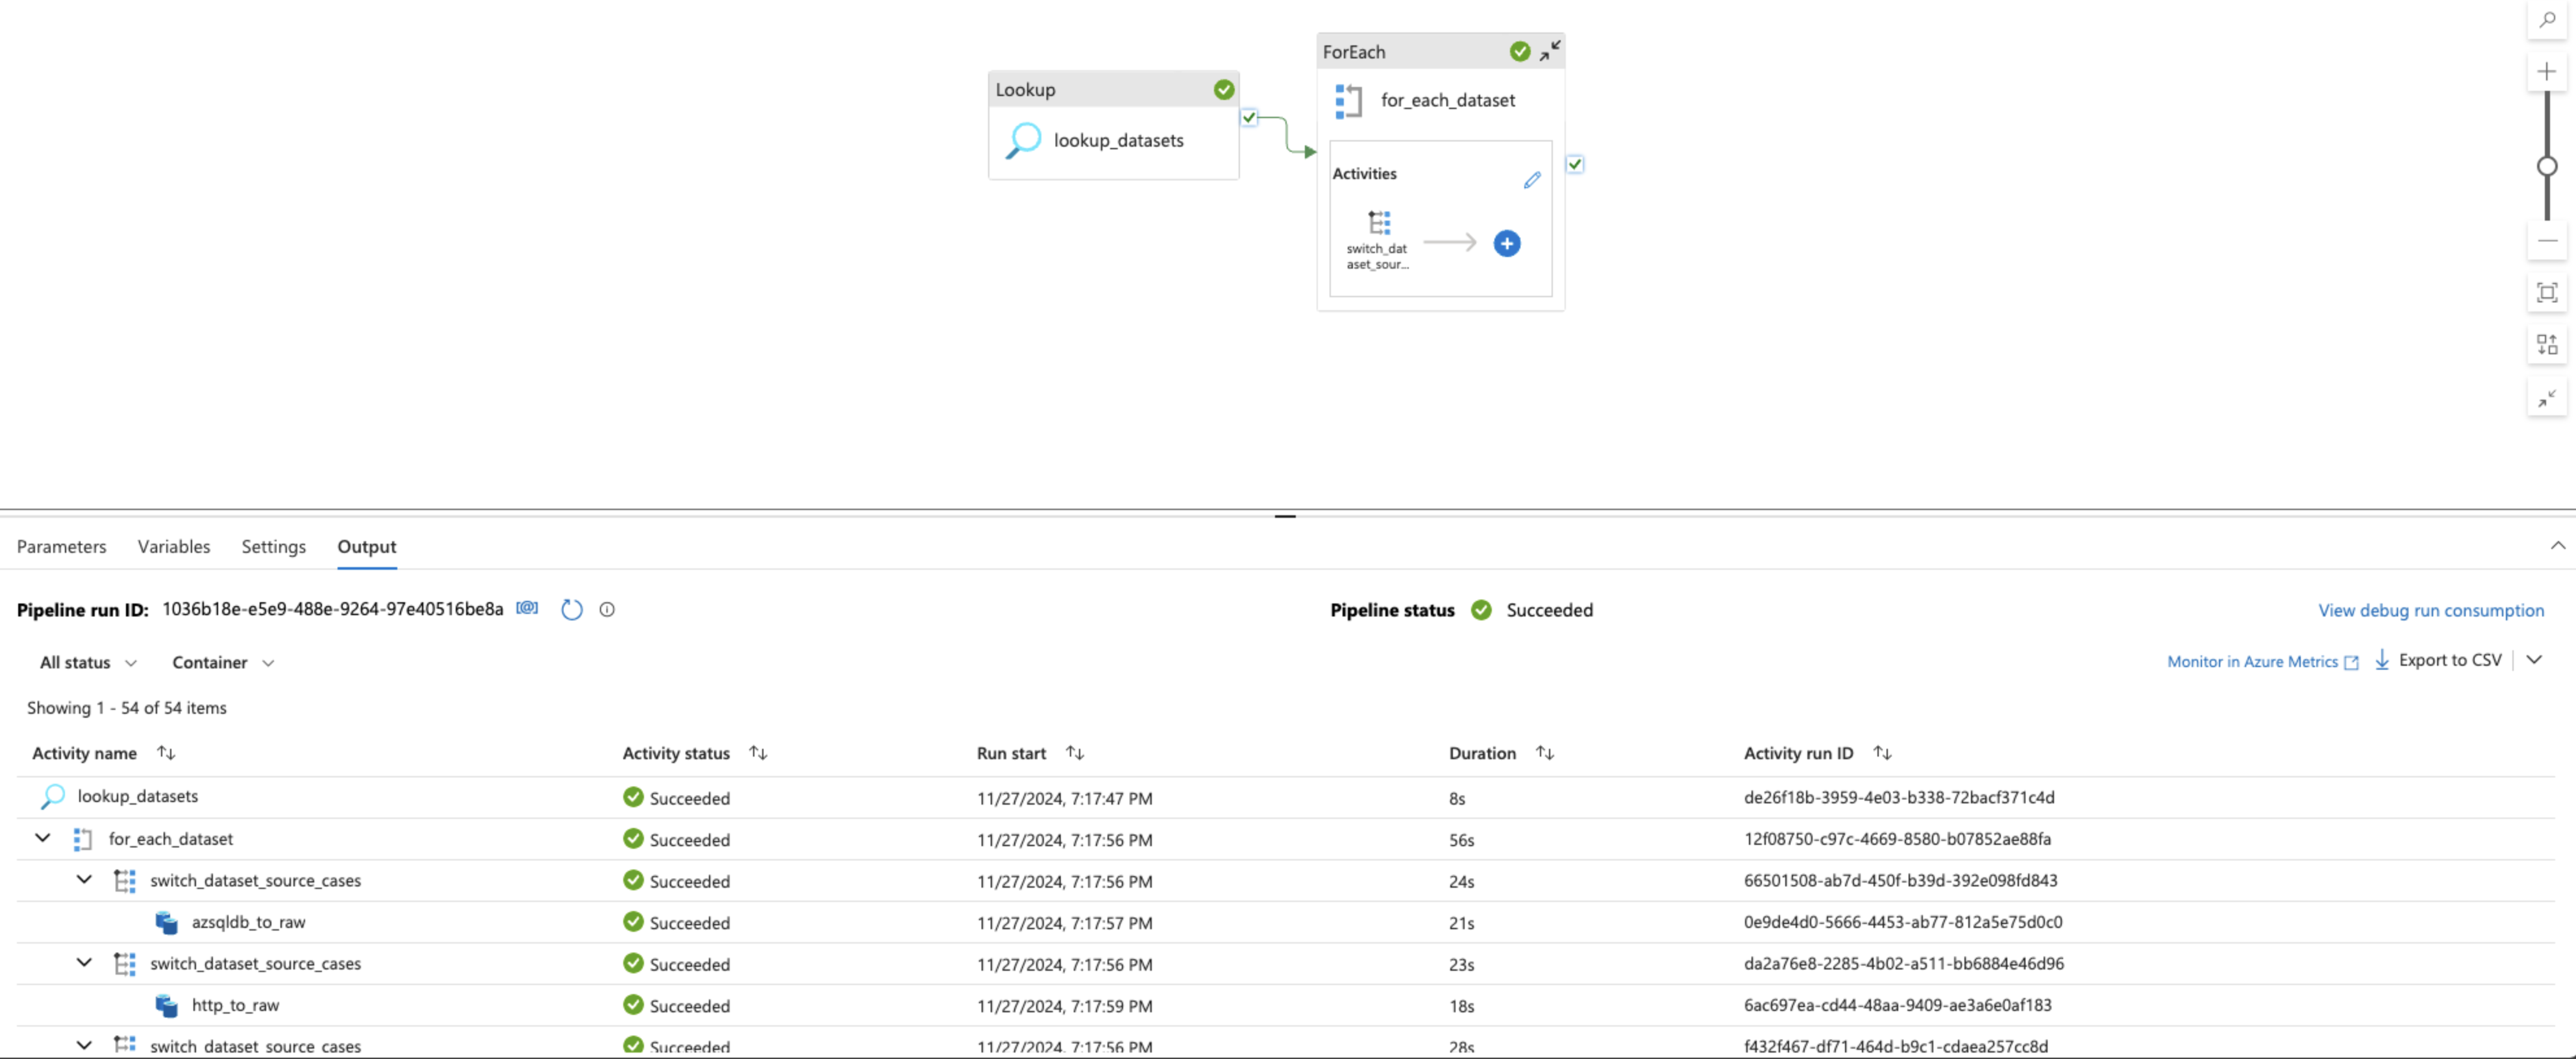 ForEach
Lookup
for_each_dataset
lookup_datasets
Activities
switch_dat
aset_sour...
Parameters Variables Settings Output
Pipeline run ID: 1036b18e-e5e9-488e-9264-97e40516be8a Pipeline status Succeeded View debug run consumption
All status Container Monitor in Azure Metrics Export to CSV
Showing 1 - 54 of 54 items
Activity name Activity status Run start Duration Activity run ID
lookup_datasets Succeeded 11/27/2024, 7:17:47 PM 8s de26f18b-3959-4e03-b338-72bacf371c4d
for_each_dataset Succeeded 11/27/2024, 7:17:56 PM 56s 12f08750-c97c-4669-8580-b07852ae88fa
switch_dataset_source_cases Succeeded 11/27/2024, 7:17:56 PM 24s 66501508-ab7d-450f-b39d-392e098fd843
azsqldb_to_raw Succeeded 11/27/2024, 7:17:57 PM 21s 0e9de4d0-5666-4453-ab77-812a5e75d0c0
switch_dataset_source_cases Succeeded 11/27/2024, 7:17:56 PM 23s da2a76e8-2285-4b02-a511-bb6884e46d96
http_to_raw Succeeded 11/27/2024, 7:17:59 PM 18s 6ac697ea-cd44-48aa-9409-ae3a6e0af183
switch_dataset_source_cases Succeeded 11/27/2024, 7:17:56 PM 28s f432f467-df71-464d-b9c1-cdaea257cc8d